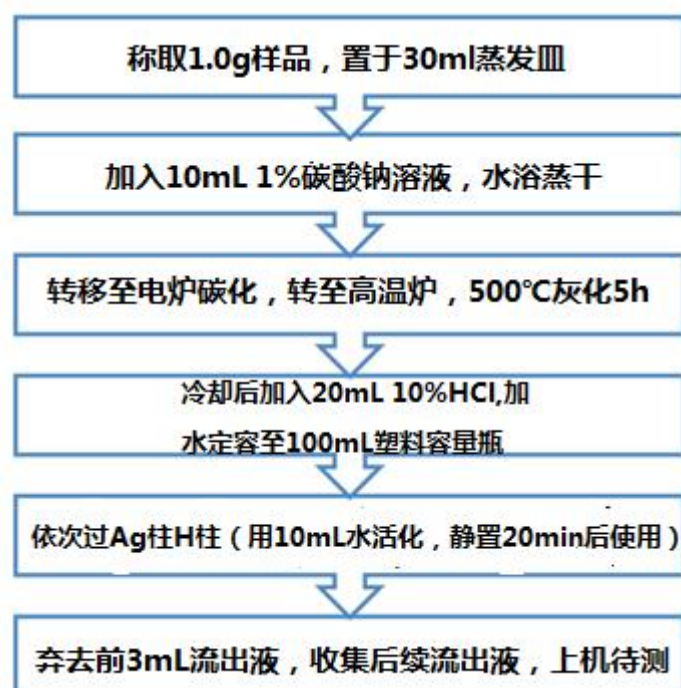 称取1.0g样品，置于30ml蒸发皿
加入10mL 1%碳酸钠溶液，水浴蒸干
转移至电炉碳化，转至高温炉，500℃灰化5h
冷却后加入20mL 10%HCl,加
水定容至100mL塑料容量瓶
依次过Ag柱H柱（用10mL水活化，静置20min后使用）
弃去前3mL流出液，收集后续流出液，上机待测